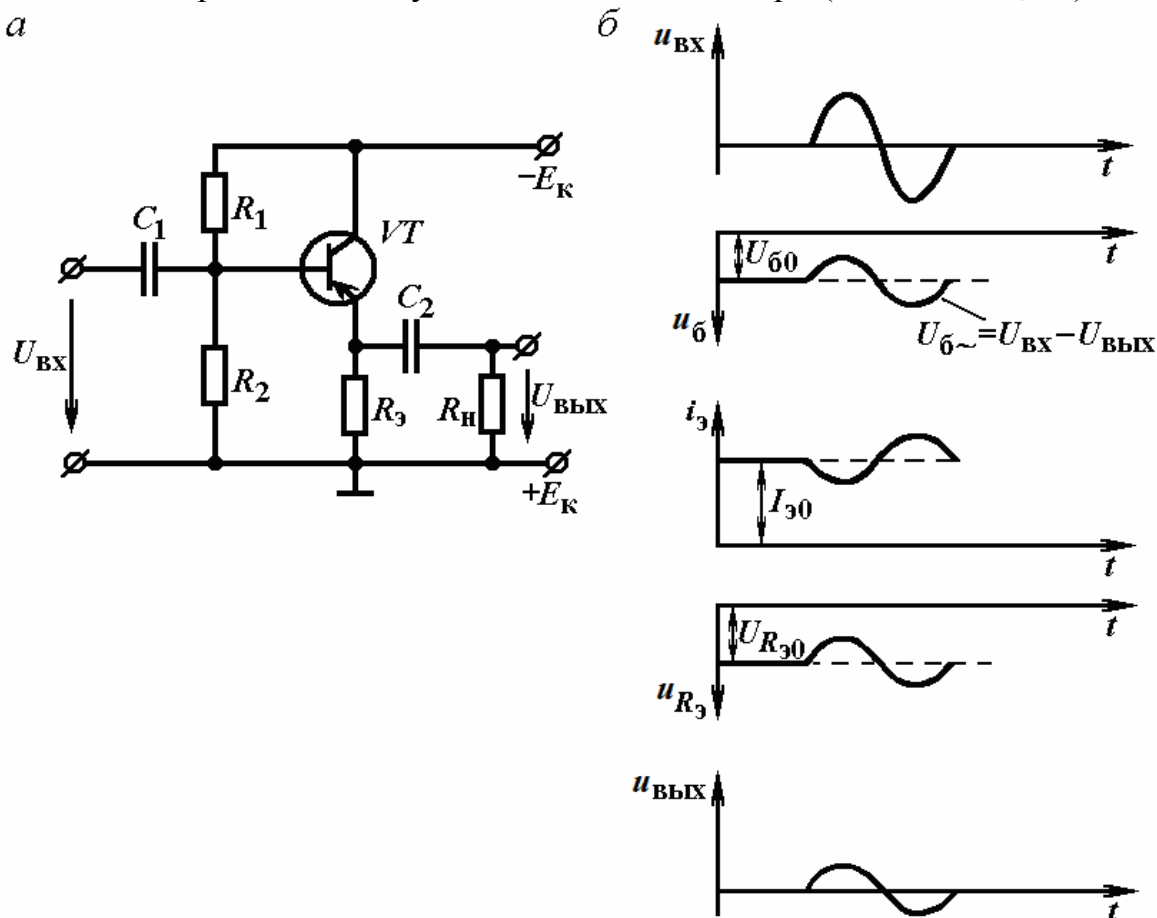 а
C₁
R₁
R₂
Uвх
VT
C₂
Rэ
Rн
Uвых
−Eк
+Eк
б
uвх
t
Uб0
uб
Uб~=Uвх−Uвых
iэ
Iэ0
t
t
URэ0
uRэ
uвых
t